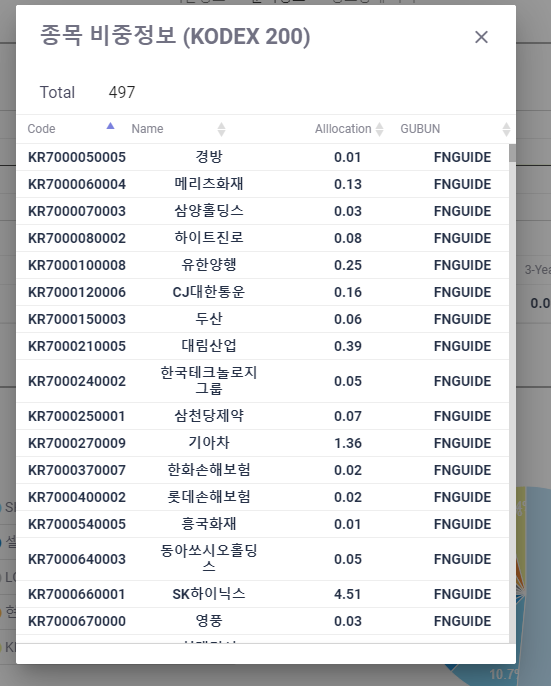 종목 비중정보 (KODEX 200)
Total 497
Code Name Alllocation GUBUN
KR7000050005 경방 0.01 FNGUIDE
KR7000060004 메리츠화재 0.13 FNGUIDE
KR7000070003 삼양홀딩스 0.03 FNGUIDE
KR7000080002 하이트진로 0.08 FNGUIDE
KR7000100008 유한양행 0.25 FNGUIDE
KR7000120006 CJ대한통운 0.16 FNGUIDE
KR7000150003 두산 0.06 FNGUIDE
KR7000210005 대림산업 0.39 FNGUIDE
KR7000240002 한국테크놀로지
그룹 0.05 FNGUIDE
KR7000250001 삼천당제약 0.07 FNGUIDE
KR7000270009 기아차 1.36 FNGUIDE
KR7000370007 한화손해보험 0.02 FNGUIDE
KR7000400002 롯데손해보험 0.02 FNGUIDE
KR7000540005 흥국화재 0.01 FNGUIDE
KR7000640003 동아쏘시오홀딩
스 0.05 FNGUIDE
KR7000660001 SK하이닉스 4.51 FNGUIDE
KR7000670000 영풍 0.03 FNGUIDE
10.7